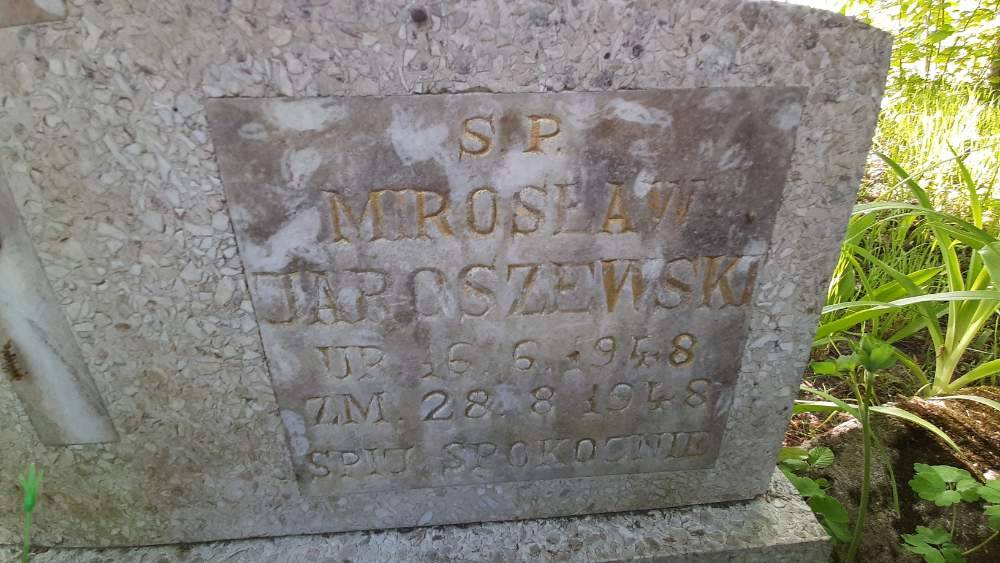 S.P.
MIROSŁAW
JAROSZEWSKI
UR. 16.6.1948
ZM. 28.8.1948
SPIJ SPOKOJNIE